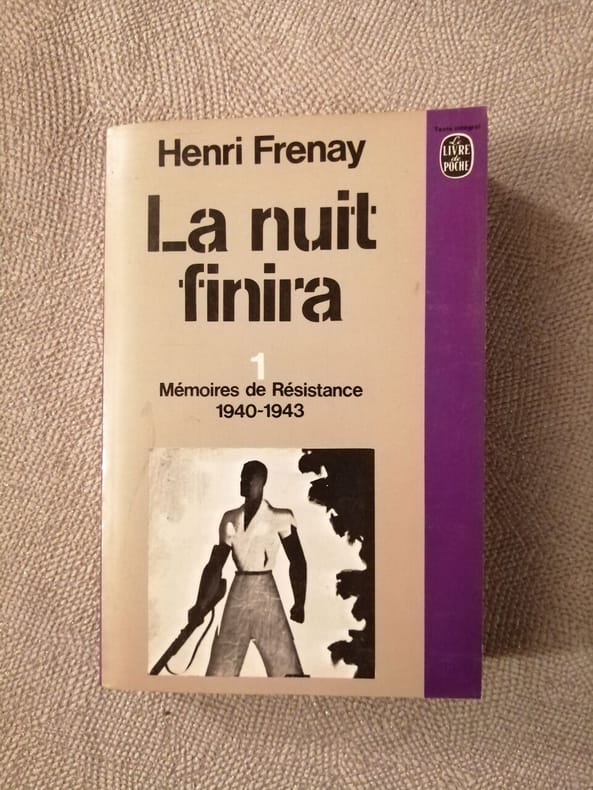 Henri Frenay
Texte intégral
Le
LIVRE
de
POCHE
La nuit
finira
1
Mémoires de Résistance
1940-1943